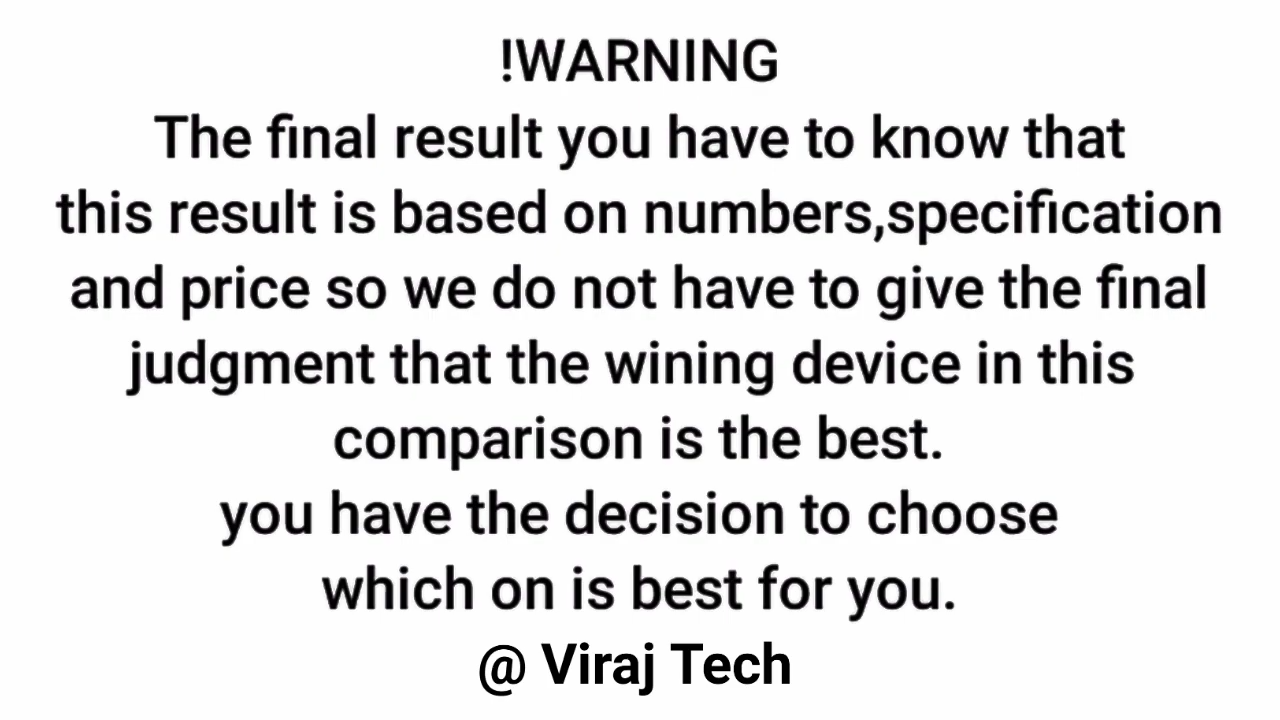 !WARNING
The final result you have to know that
this result is based on numbers,specification
and price so we do not have to give the final
judgment that the wining device in this
comparison is the best.
you have the decision to choose
which on is best for you.
@ Viraj Tech